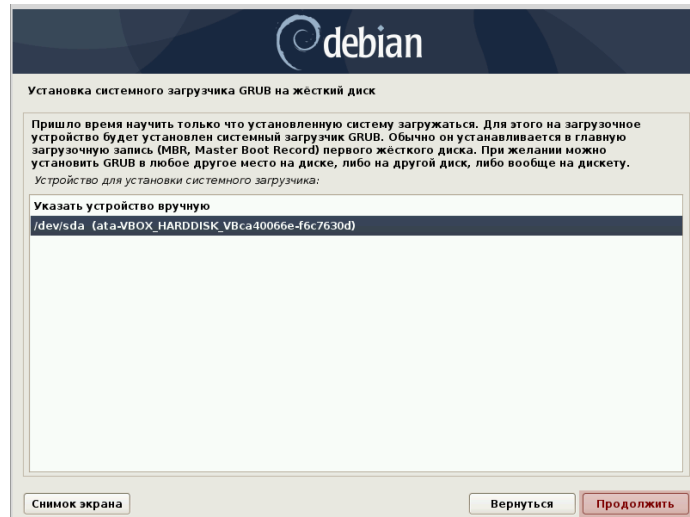 debian
Установка системного загрузчика GRUB на жёсткий диск
Пришло время научить только что установленную систему загружаться. Для этого на загрузочное
устройство будет установлен системный загрузчик GRUB. Обычно он устанавливается в главную
загрузочную запись (MBR, Master Boot Record) первого жёсткого диска. При желании можно
установить GRUB в любое другое место на диске, либо на другой диск, либо вообще на дискету.
Устройство для установки системного загрузчика:
Указать устройство вручную
/dev/sda (ata-VBOX_HARDDISK_VBca40066e-f6c7630d)
Снимок экрана
Вернуться
Продолжить